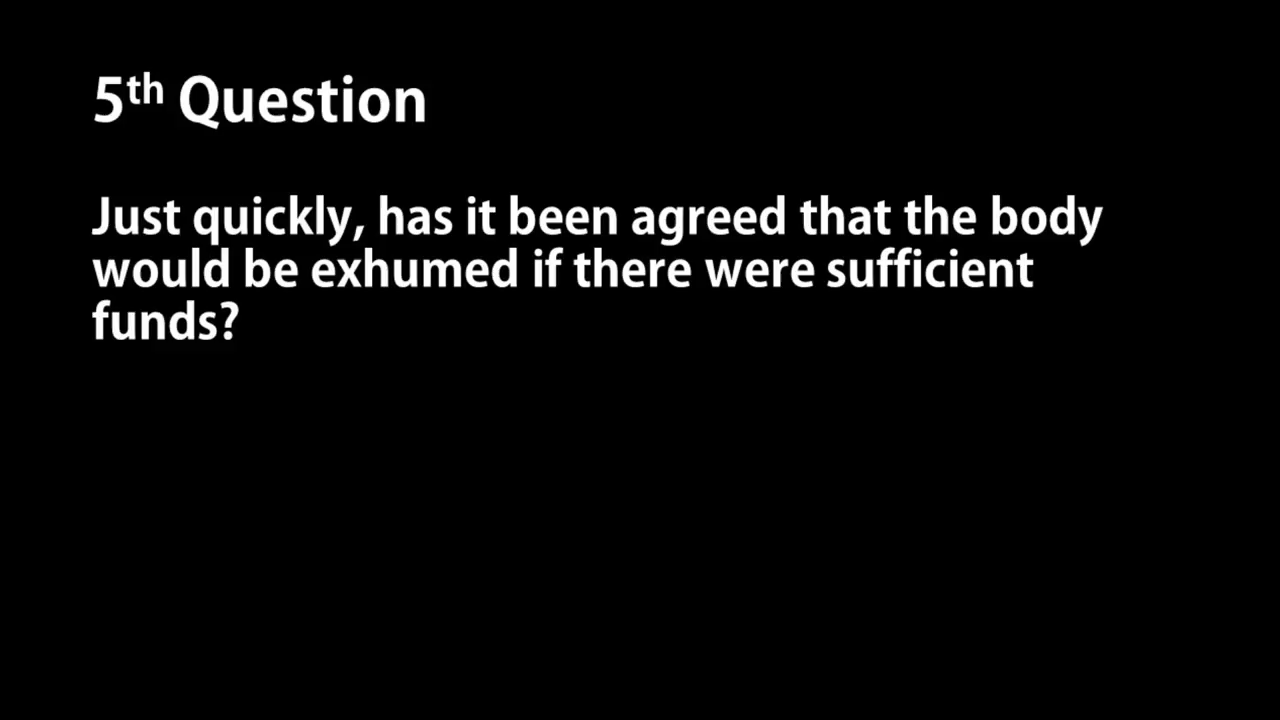 5th Question
Just quickly, has it been agreed that the body
would be exhumed if there were sufficient
funds?